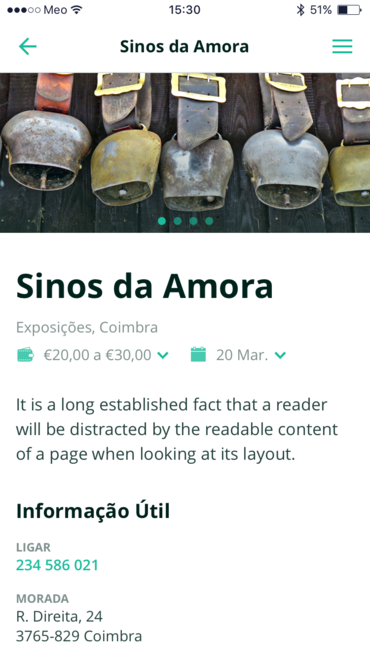 Meo 15:30 51%
Sinos da Amora
Sinos da Amora
Exposições, Coimbra
€20,00 a €30,00 20 Mar.
It is a long established fact that a reader
will be distracted by the readable content
of a page when looking at its layout.
Informação Útil
LIGAR
234 586 021
MORADA
R. Direita, 24
3765-829 Coimbra